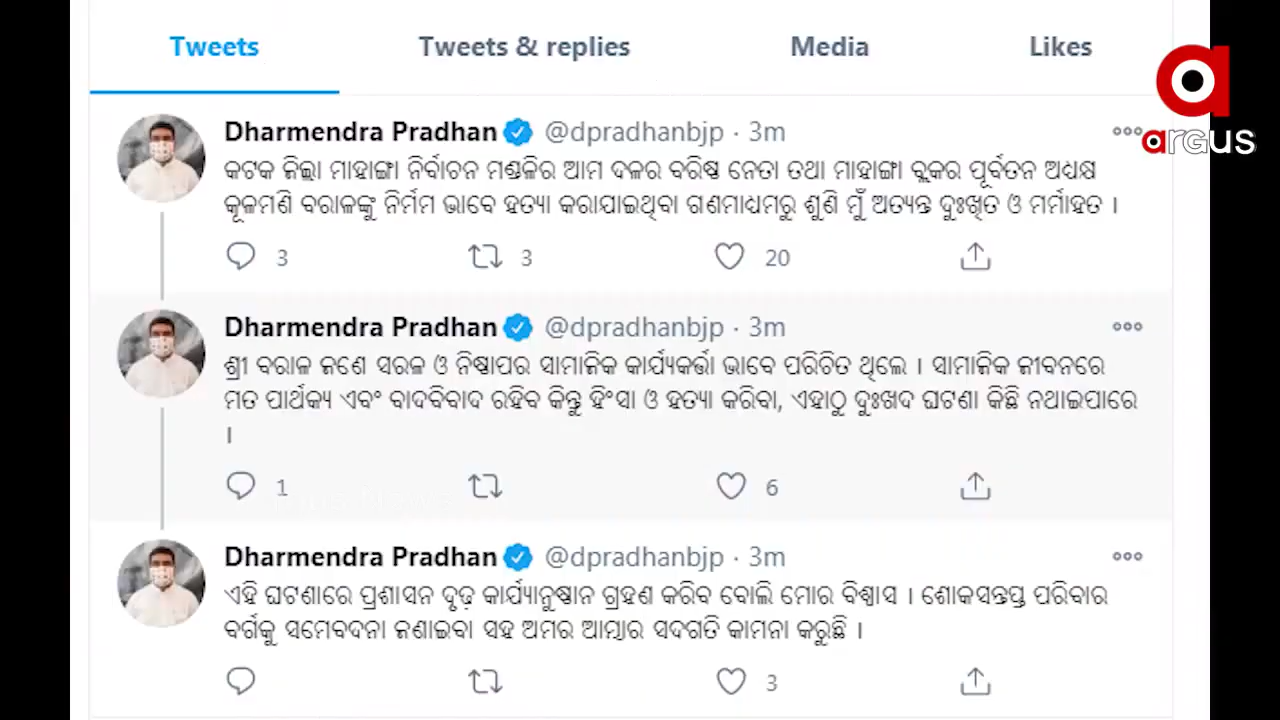 Tweets Tweets & replies Media Likes
argus
Dharmendra Pradhan @dpradhanbjp · 3m
କଟକ ଜିଲ୍ଲା ମାହାଙ୍ଗା ନିର୍ବାଚନ ମଣ୍ଡଳିର ଆମ ଦଳର ବରିଷ୍ଠ ନେତା ତଥା ମାହାଙ୍ଗା ବ୍ଲକର ପୂର୍ବତନ ଅଧ୍ୟକ୍ଷ
କୂଳମଣି ବରାଳଙ୍କୁ ନିର୍ମମ ଭାବେ ହତ୍ୟା କରାଯାଇଥିବା ଗଣମାଧ୍ୟମରୁ ଶୁଣି ମୁଁ ଅତ୍ୟନ୍ତ ଦୁଃଖିତ ଓ ମର୍ମାହତ ।
3 3 20
Dharmendra Pradhan @dpradhanbjp · 3m
ଶ୍ରୀ ବରାଳ ଜଣେ ସରଳ ଓ ନିଷ୍ପାପର ସାମାଜିକ କାର୍ଯ୍ୟକର୍ତ୍ତା ଭାବେ ପରିଚିତ ଥିଲେ । ସାମାଜିକ ଜୀବନରେ
ମତ ପାର୍ଥକ୍ୟ ଏବଂ ବାଦବିବାଦ ରହିବ କିନ୍ତୁ ହିଂସା ଓ ହତ୍ୟା କରିବା, ଏହାଠୁ ଦୁଃଖଦ ଘଟଣା କିଛି ନଥାଇପାରେ
।
1 6
Dharmendra Pradhan @dpradhanbjp · 3m
ଏହି ଘଟଣାରେ ପ୍ରଶାସନ ଦୃଢ଼ କାର୍ଯ୍ୟାନୁଷ୍ଠାନ ଗ୍ରହଣ କରିବ ବୋଲି ମୋର ବିଶ୍ୱାସ । ଶୋକସନ୍ତପ୍ତ ପରିବାର
ବର୍ଗକୁ ସମେବଦନା ଜଣାଇବା ସହ ଅମର ଆତ୍ମାର ସଦଗତି କାମନା କରୁଛି ।
3